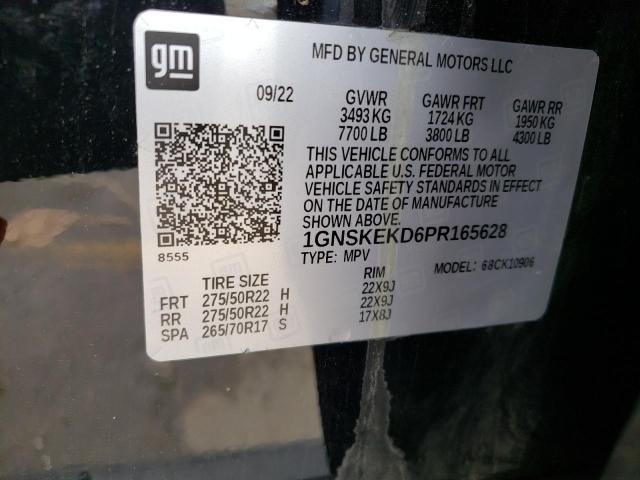 gm
MFD BY GENERAL MOTORS LLC
09/22 GVWR GAWR FRT GAWR RR
3493 KG 1724 KG 1950 KG
7700 LB 3800 LB 4300 LB
THIS VEHICLE CONFORMS TO ALL
APPLICABLE U.S. FEDERAL MOTOR
VEHICLE SAFETY STANDARDS IN EFFECT
ON THE DATE OF MANUFACTURE
SHOWN ABOVE.
1GNSKEKD6PR165628
8555 TYPE: MPV MODEL: 68CK10906
TIRE SIZE RIM
FRT 275/50R22 H 22X9J
RR 275/50R22 H 22X9J
SPA 265/70R17 S 17X8J